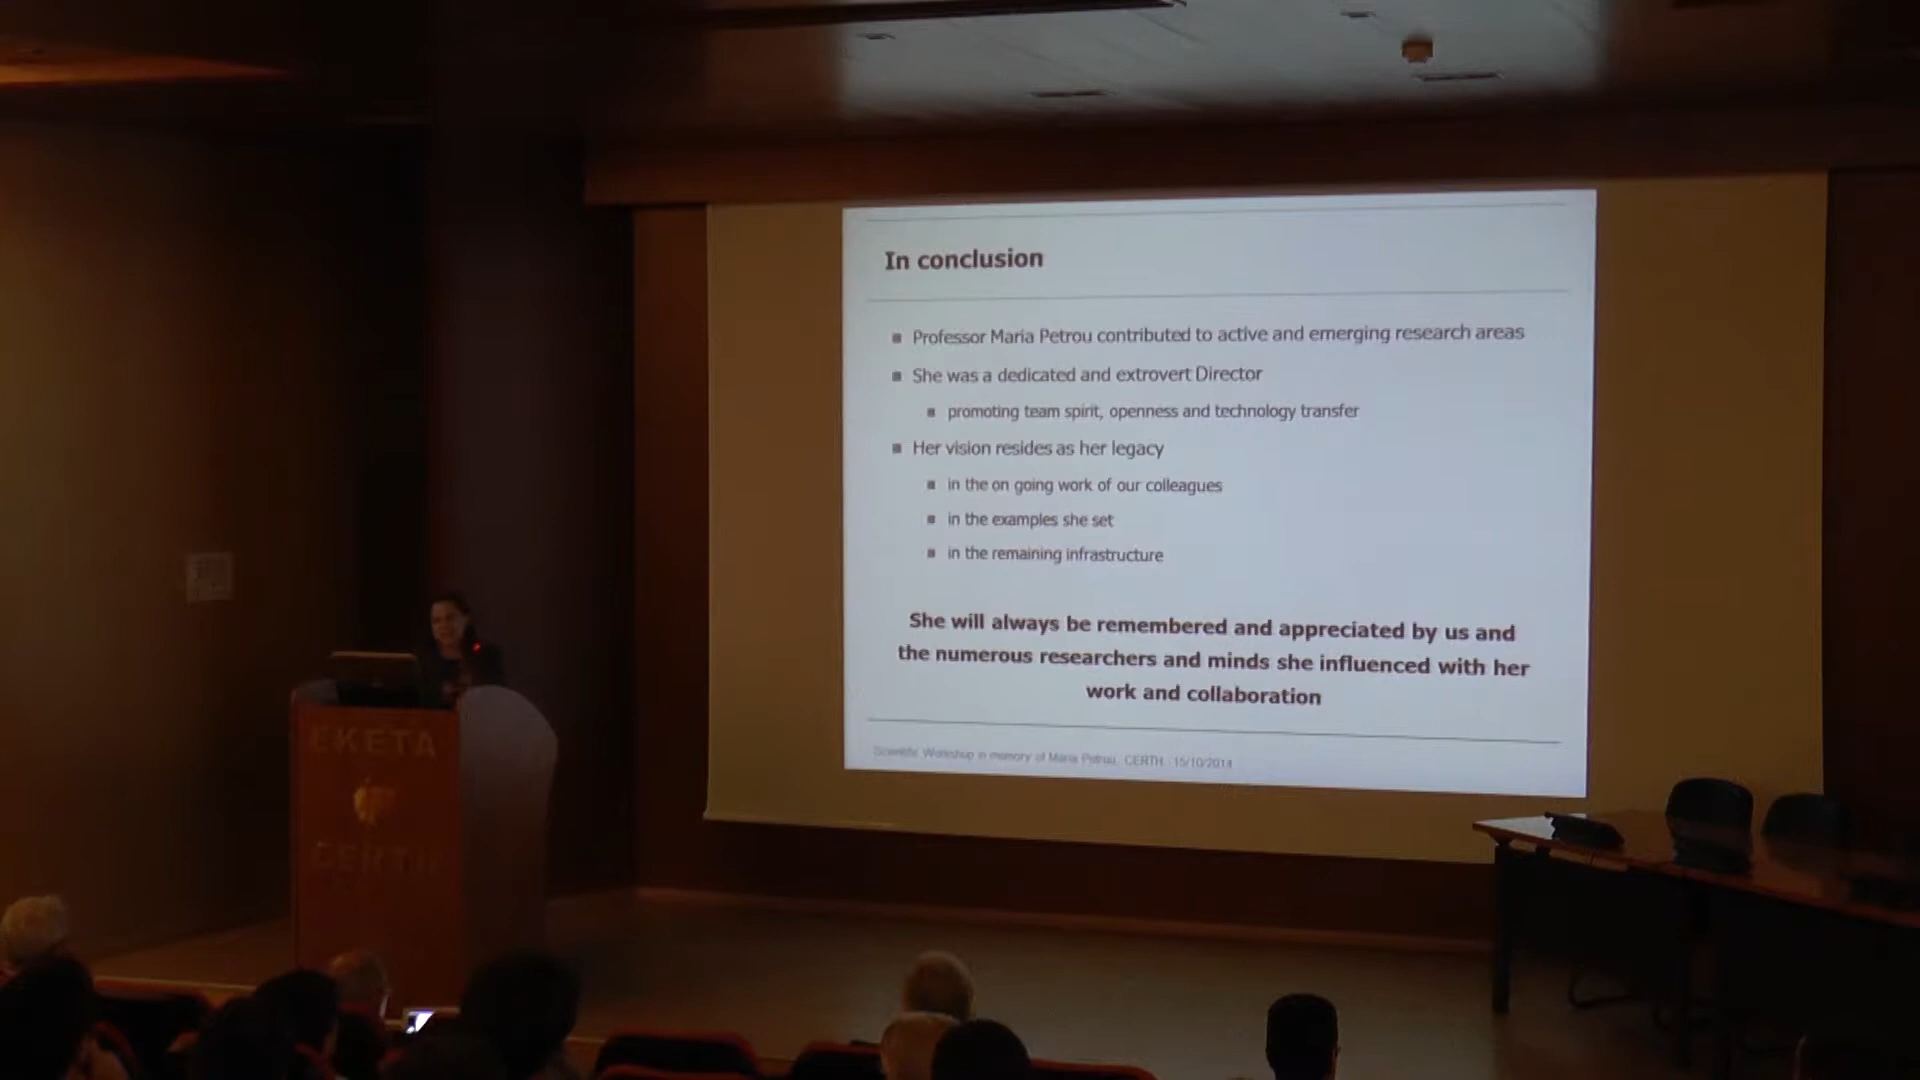 In conclusion
Professor Maria Petrou contributed to active and emerging research areas
She was a dedicated and extrovert Director
promoting team spirit, openness and technology transfer
Her vision resides as her legacy
in the on going work of our colleagues
in the examples she set
in the remaining infrastructure
She will always be remembered and appreciated by us and
the numerous researchers and minds she influenced with her
work and collaboration
Scientific Workshop in memory of Maria Petrou, CERTH, 15/10/2014
EKETA
CERTH